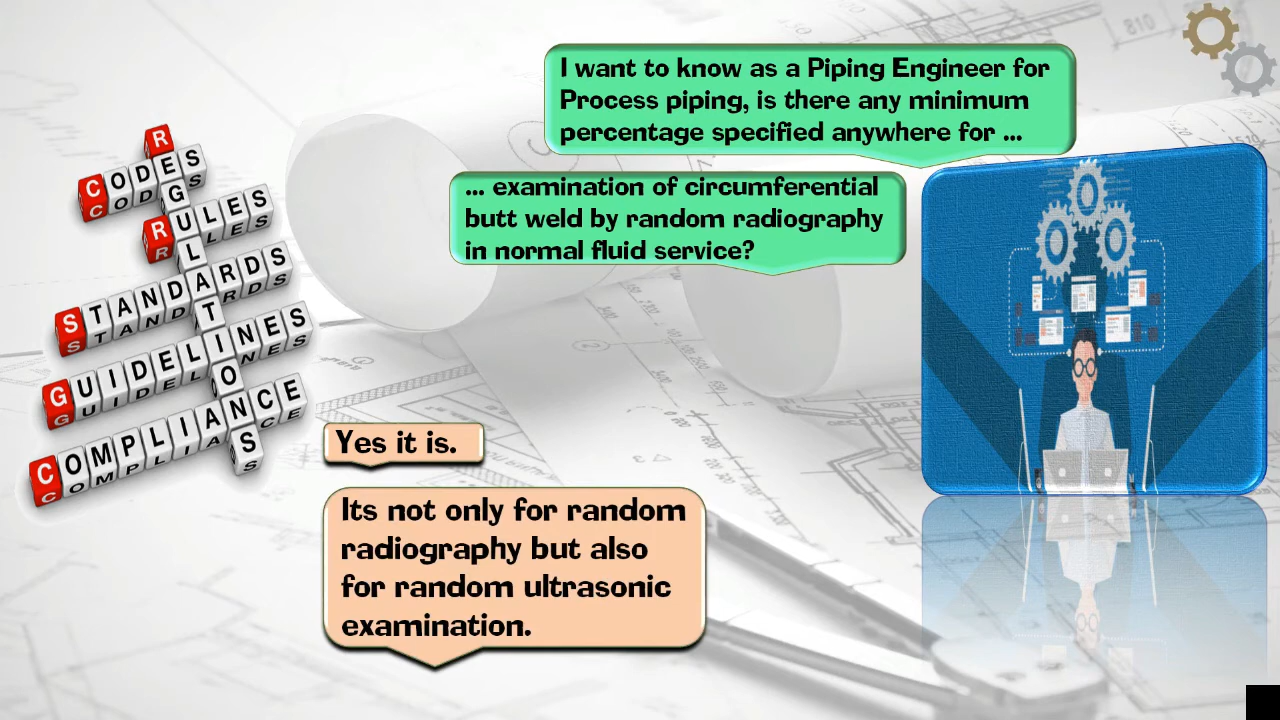 I want to know as a Piping Engineer for
Process piping, is there any minimum
percentage specified anywhere for ...
... examination of circumferential
butt weld by random radiography
in normal fluid service?
CODES
REGULATIONS
RULES
STANDARDS
GUIDELINES
COMPLIANCE
Yes it is.
Its not only for random
radiography but also
for random ultrasonic
examination.